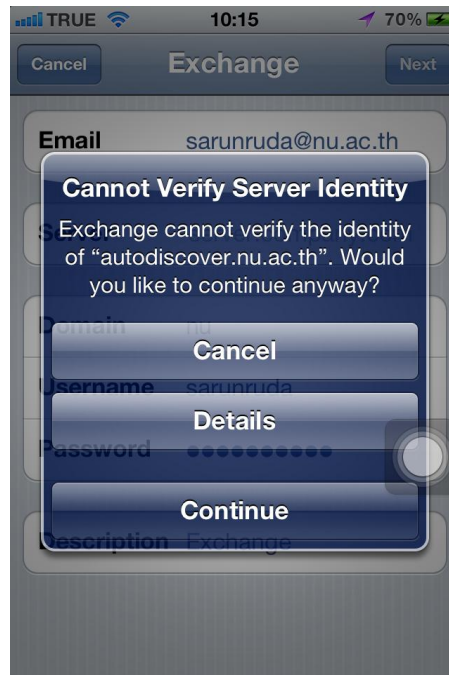 TRUE 10:15 70%
Cancel Exchange Next
Email sarunruda@nu.ac.th
Cannot Verify Server Identity
Exchange cannot verify the identity
of “autodiscover.nu.ac.th”. Would
you like to continue anyway?
Domain nu
Cancel
Username sarunruda
Details
Password
Continue
Description Exchange